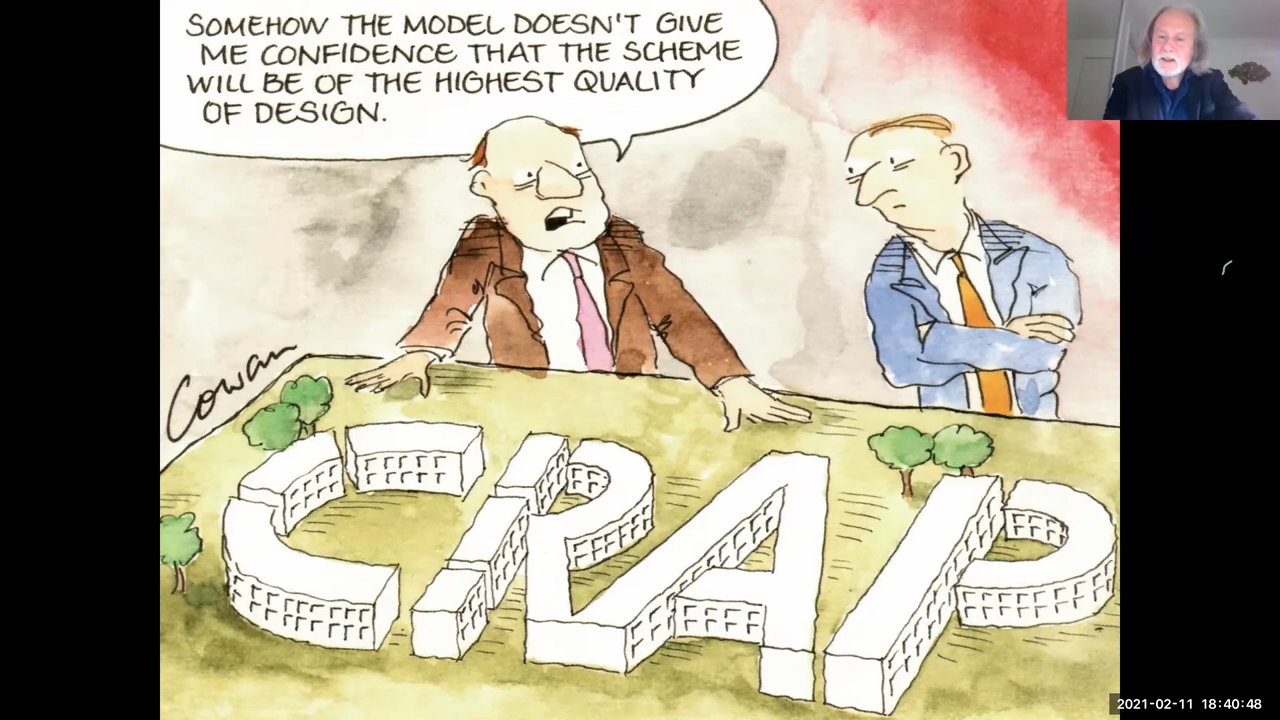 SOMEHOW THE MODEL DOESN'T GIVE
ME CONFIDENCE THAT THE SCHEME
WILL BE OF THE HIGHEST QUALITY
OF DESIGN.
Cowan
CRAP
2021-02-11 18:40:48